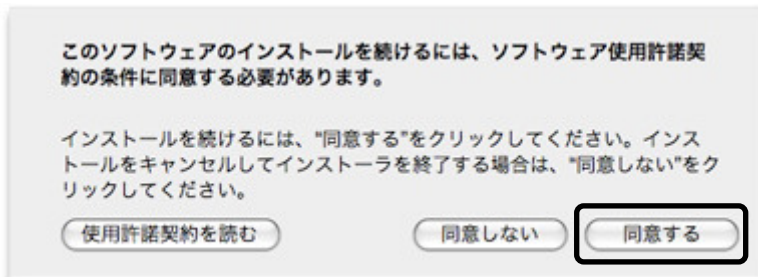 このソフトウェアのインストールを続けるには、ソフトウェア使用許諾契
約の条件に同意する必要があります。
インストールを続けるには、"同意する"をクリックしてください。インス
トールをキャンセルしてインストーラを終了する場合は、"同意しない"をク
リックしてください。
使用許諾契約を読む 同意しない 同意する